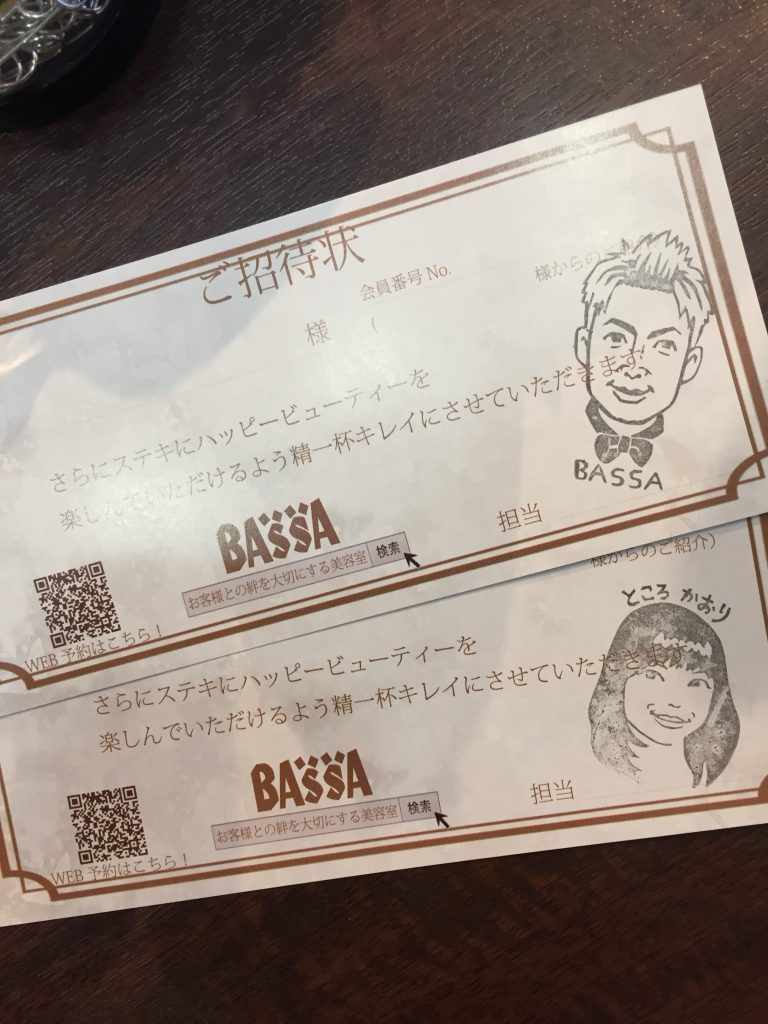 ご招待状
会員番号 No.
様からのご
様 (
さらにステキにハッピービューティーを
楽しんでいただけるよう精一杯キレイにさせていただきます
BASSA
BASSA
担当
お客様との絆を大切にする美容室 検索
WEB 予約はこちら！
様からのご紹介）
ところ かおり
さらにステキにハッピービューティーを
楽しんでいただけるよう精一杯キレイにさせていただきます
BASSA
担当
お客様との絆を大切にする美容室 検索
WEB 予約はこちら！